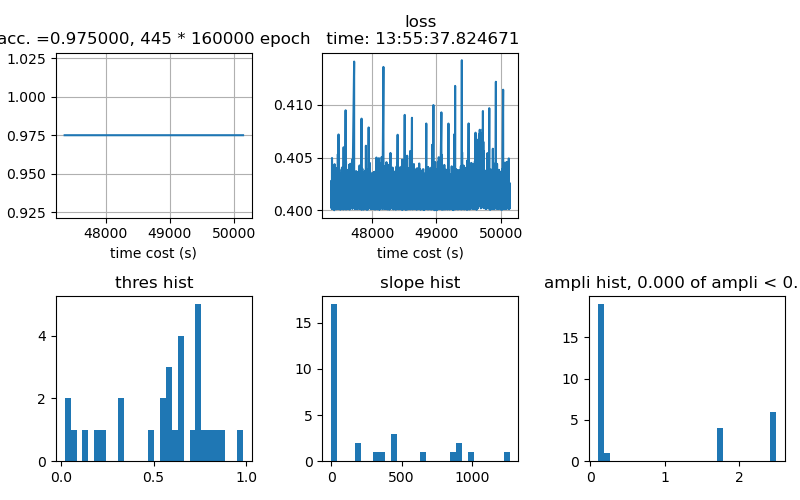 acc. =0.975000, 445 * 160000 epoch
loss
time: 13:55:37.824671
1.025
1.000
0.975
0.950
0.925
48000 49000 50000
time cost (s)
0.410
0.405
0.400
48000 49000 50000
time cost (s)
thres hist
4
2
0
0.0 0.5 1.0
slope hist
15
10
5
0
0 500 1000
ampli hist, 0.000 of ampli < 0.
15
10
5
0
0 1 2